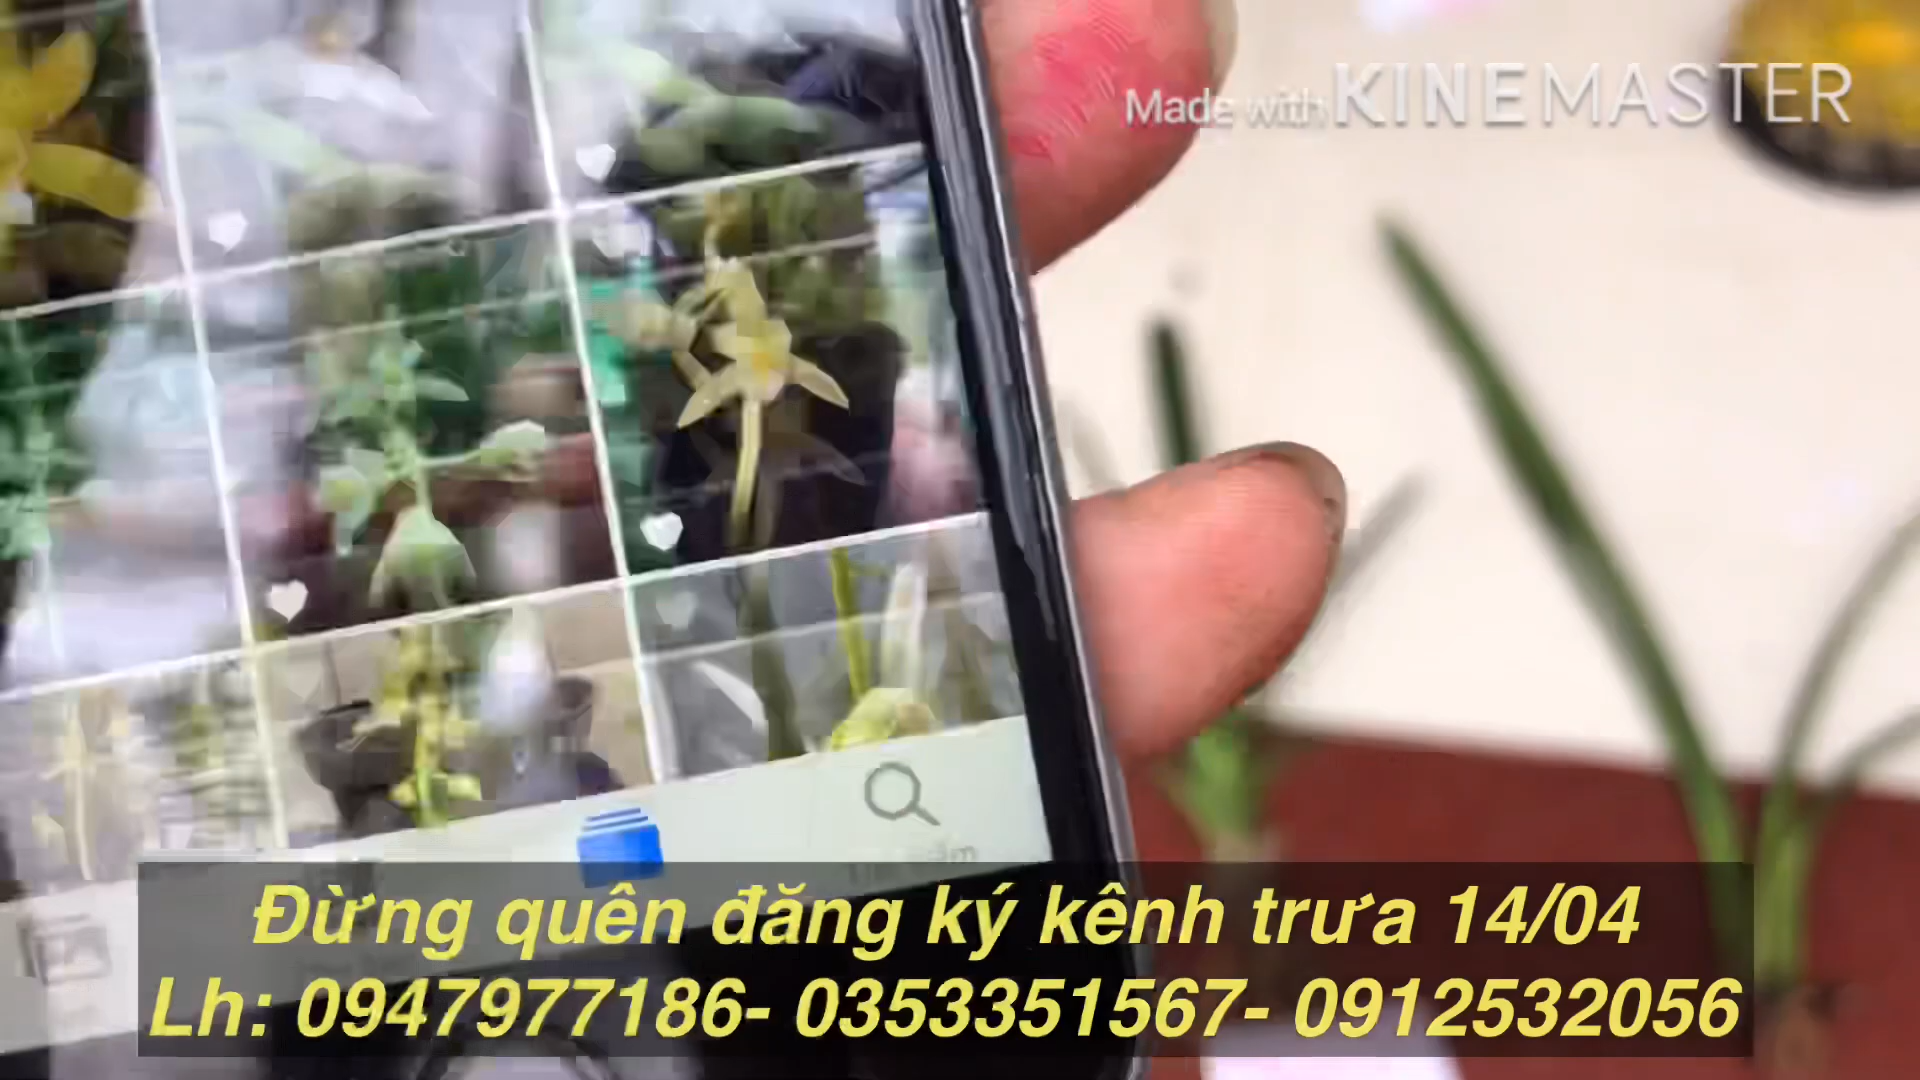 Made with KINEMASTER
Đừng quên đăng ký kênh trưa 14/04
Lh: 0947977186- 0353351567- 0912532056